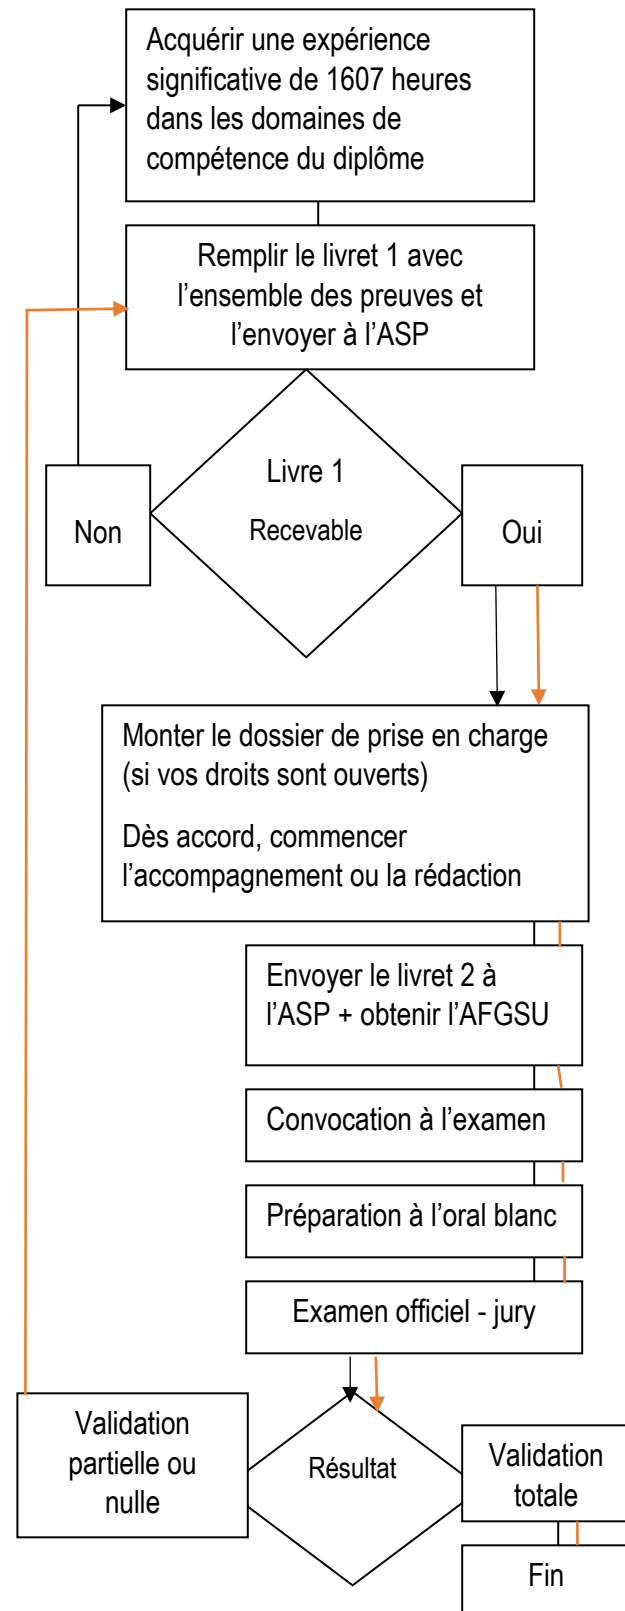 Acquérir une expérience
significative de 1607 heures
dans les domaines de
compétence du diplôme
Remplir le livret 1 avec
l’ensemble des preuves et
l’envoyer à l’ASP
Livre 1
Recevable
Non
Oui
Monter le dossier de prise en charge
(si vos droits sont ouverts)
Dès accord, commencer
l’accompagnement ou la rédaction
Envoyer le livret 2 à
l’ASP + obtenir l’AFGSU
Convocation à l’examen
Préparation à l’oral blanc
Examen officiel - jury
Validation
partielle ou
nulle
Résultat
Validation
totale
Fin